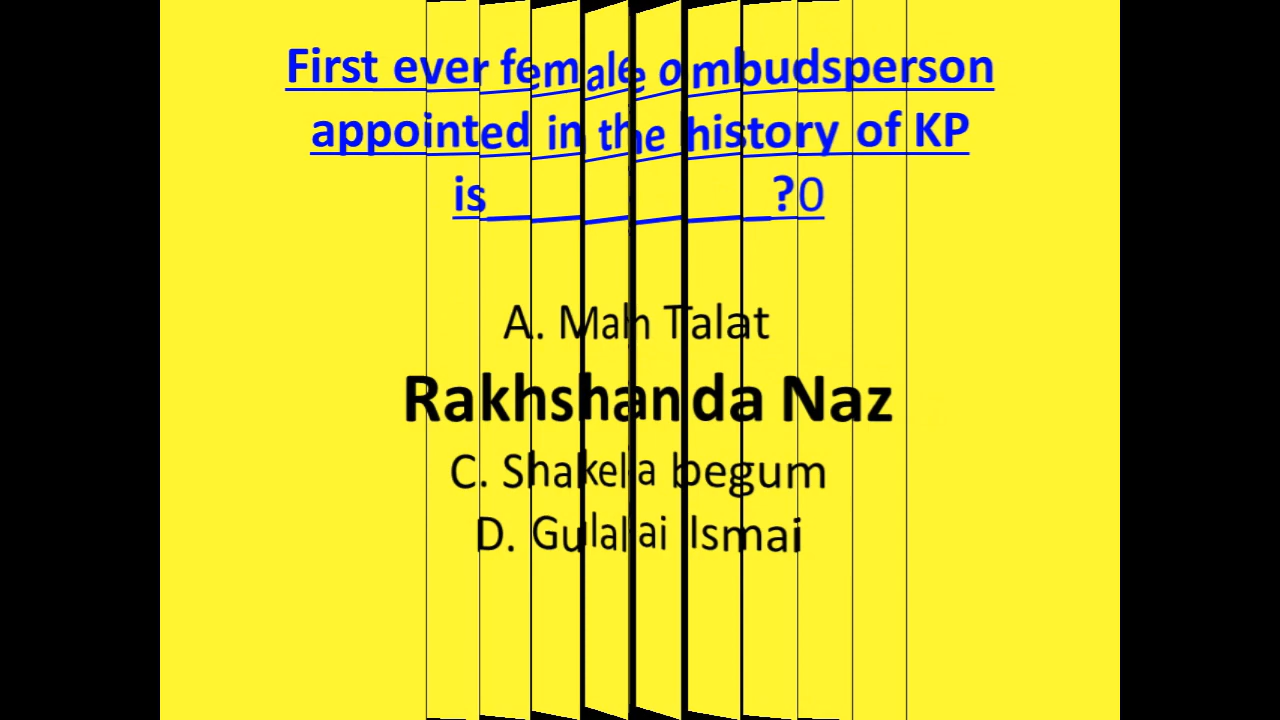 First ever female ombudsperson
appointed in the history of KP
is___________?0
A. Mah Talat
Rakhshanda Naz
C. Shakela begum
D. Gulalai Ismai